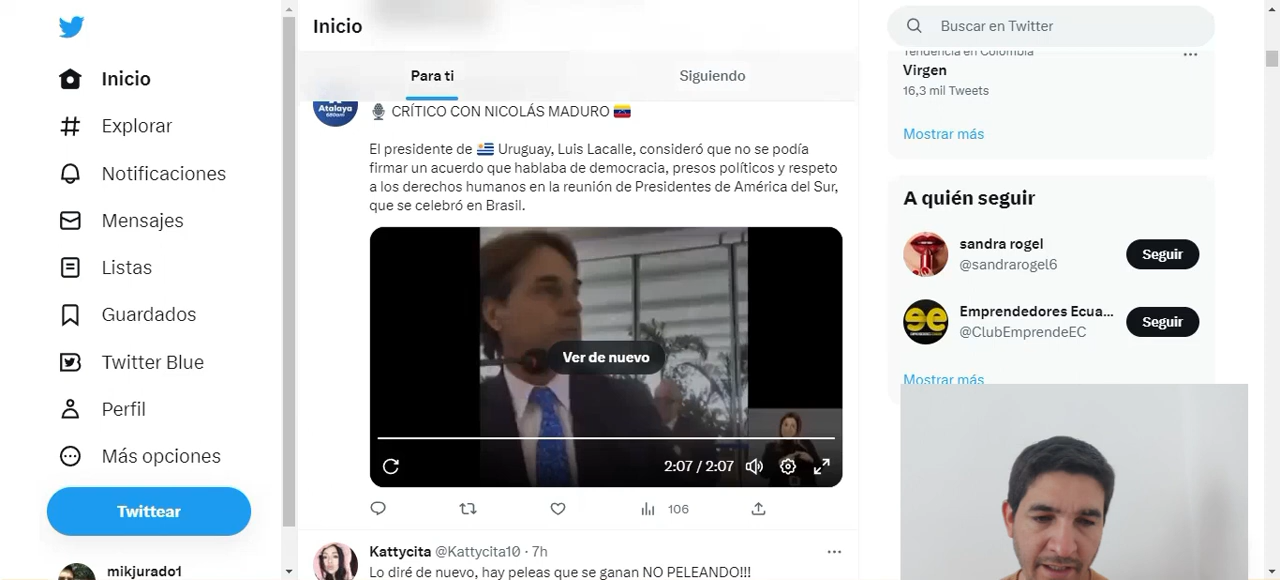 Inicio
Explorar
Notificaciones
Mensajes
Listas
Guardados
Twitter Blue
Perfil
Más opciones
Twittear
mikjurado1
Inicio
Para ti
Siguiendo
Atalaya
CRÍTICO CON NICOLÁS MADURO
El presidente de Uruguay, Luis Lacalle, consideró que no se podía
firmar un acuerdo que hablaba de democracia, presos políticos y respeto
a los derechos humanos en la reunión de Presidentes de América del Sur,
que se celebró en Brasil.
Ver de nuevo
2:07 / 2:07
106
Kattycita @Kattycita10 · 7h
Lo diré de nuevo, hay peleas que se ganan NO PELEANDO!!!
Buscar en Twitter
Tendencia en Colombia
Virgen
16,3 mil Tweets
Mostrar más
A quién seguir
sandra rogel
@sandrarogel6
Seguir
Emprendedores Ecua...
@ClubEmprendeEC
Seguir
Mostrar más